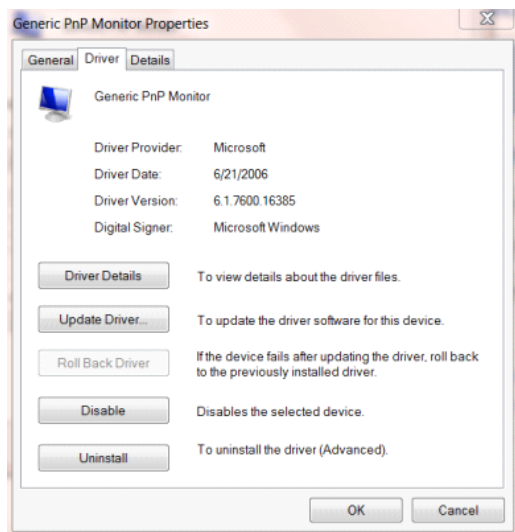 Generic PnP Monitor Properties
General Driver Details
Generic PnP Monitor
Driver Provider: Microsoft
Driver Date: 6/21/2006
Driver Version: 6.1.7600.16385
Digital Signer: Microsoft Windows
Driver Details To view details about the driver files.
Update Driver... To update the driver software for this device.
Roll Back Driver If the device fails after updating the driver, roll back
to the previously installed driver.
Disable Disables the selected device.
Uninstall To uninstall the driver (Advanced).
OK Cancel